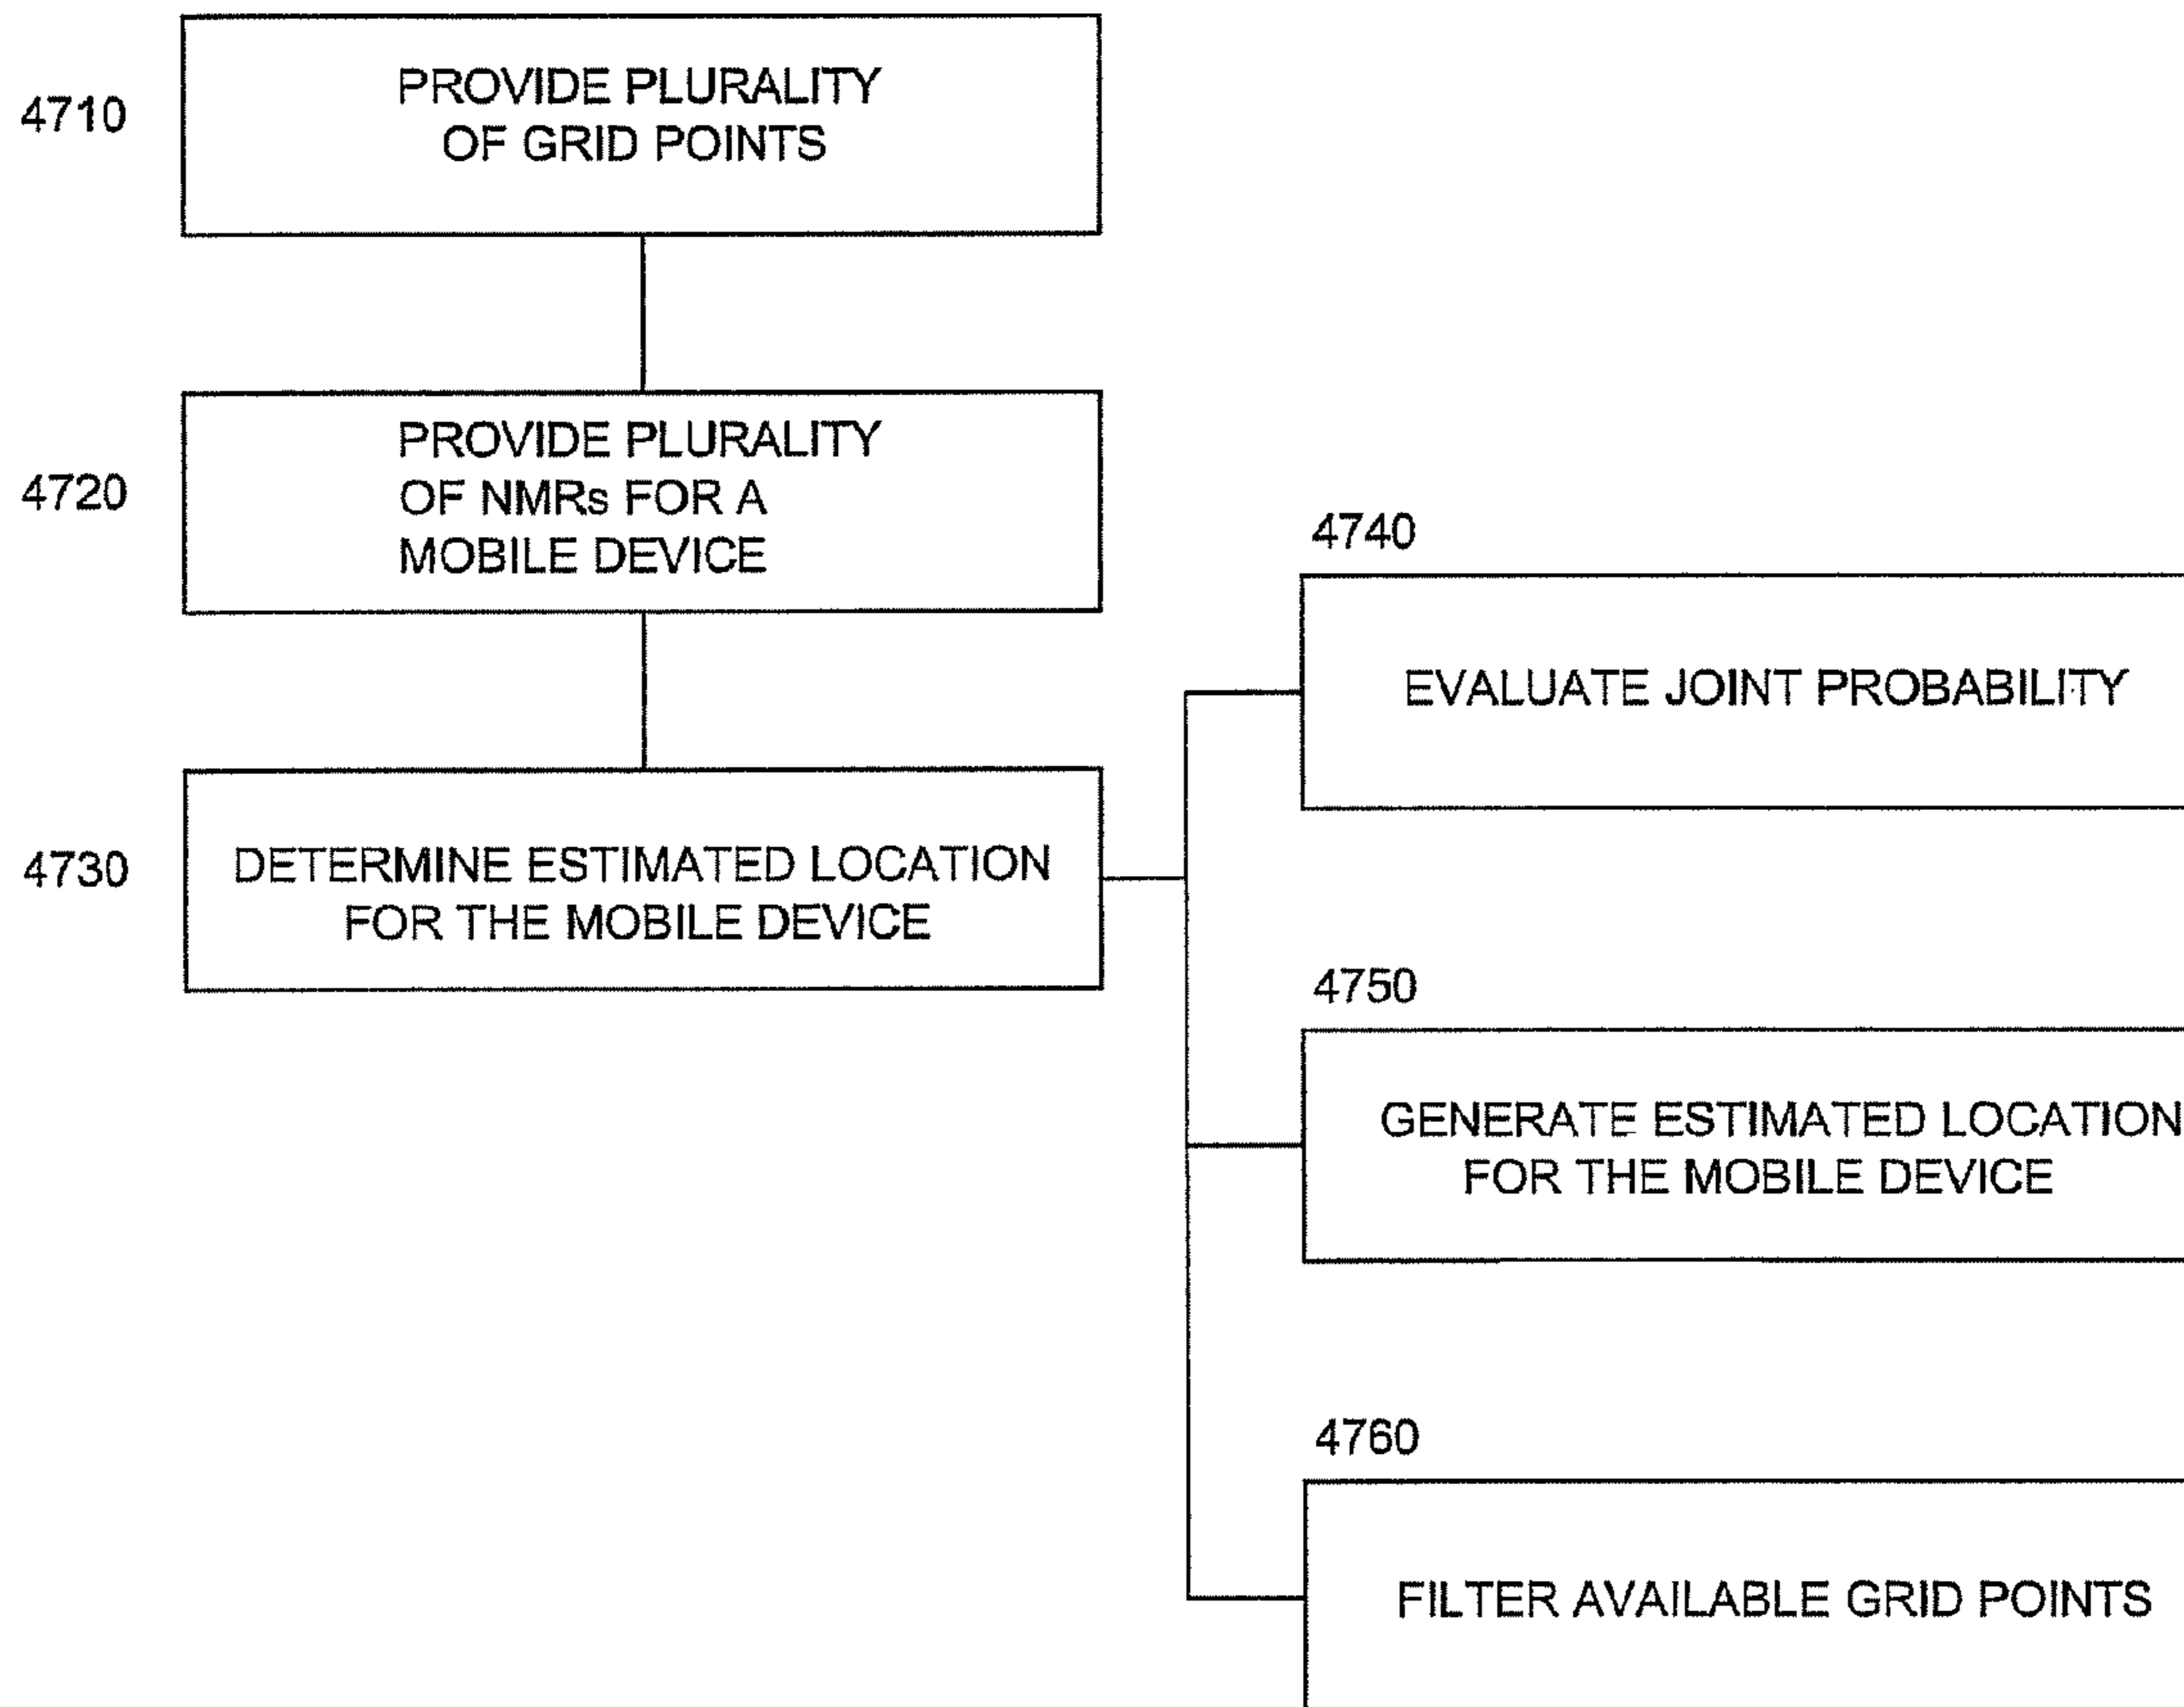 4710
PROVIDE PLURALITY
OF GRID POINTS
4720
PROVIDE PLURALITY
OF NMRs FOR A
MOBILE DEVICE
4730
DETERMINE ESTIMATED LOCATION
FOR THE MOBILE DEVICE
4740
EVALUATE JOINT PROBABILITY
4750
GENERATE ESTIMATED LOCATION
FOR THE MOBILE DEVICE
4760
FILTER AVAILABLE GRID POINTS